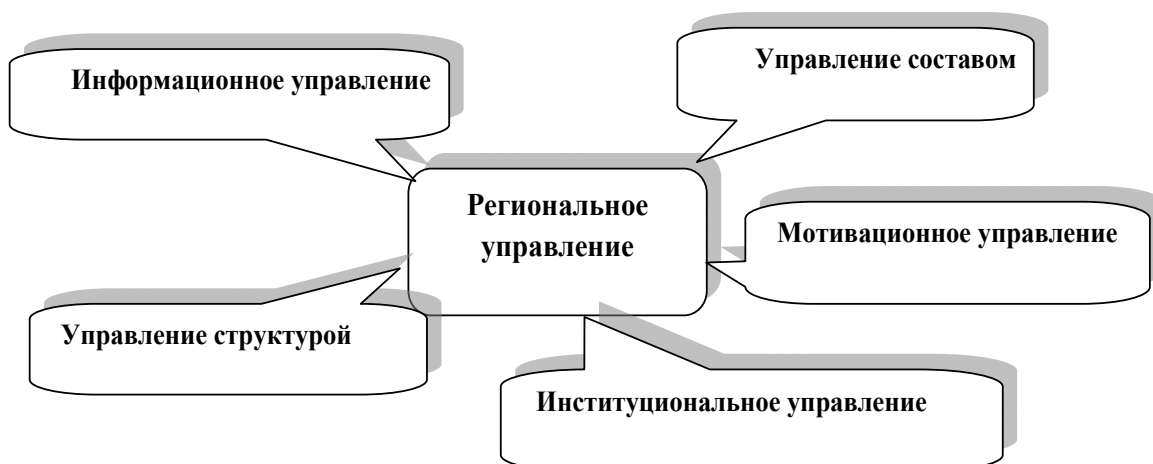 Информационное управление
Управление составом
Региональное
управление
Мотивационное управление
Управление структурой
Институциональное управление